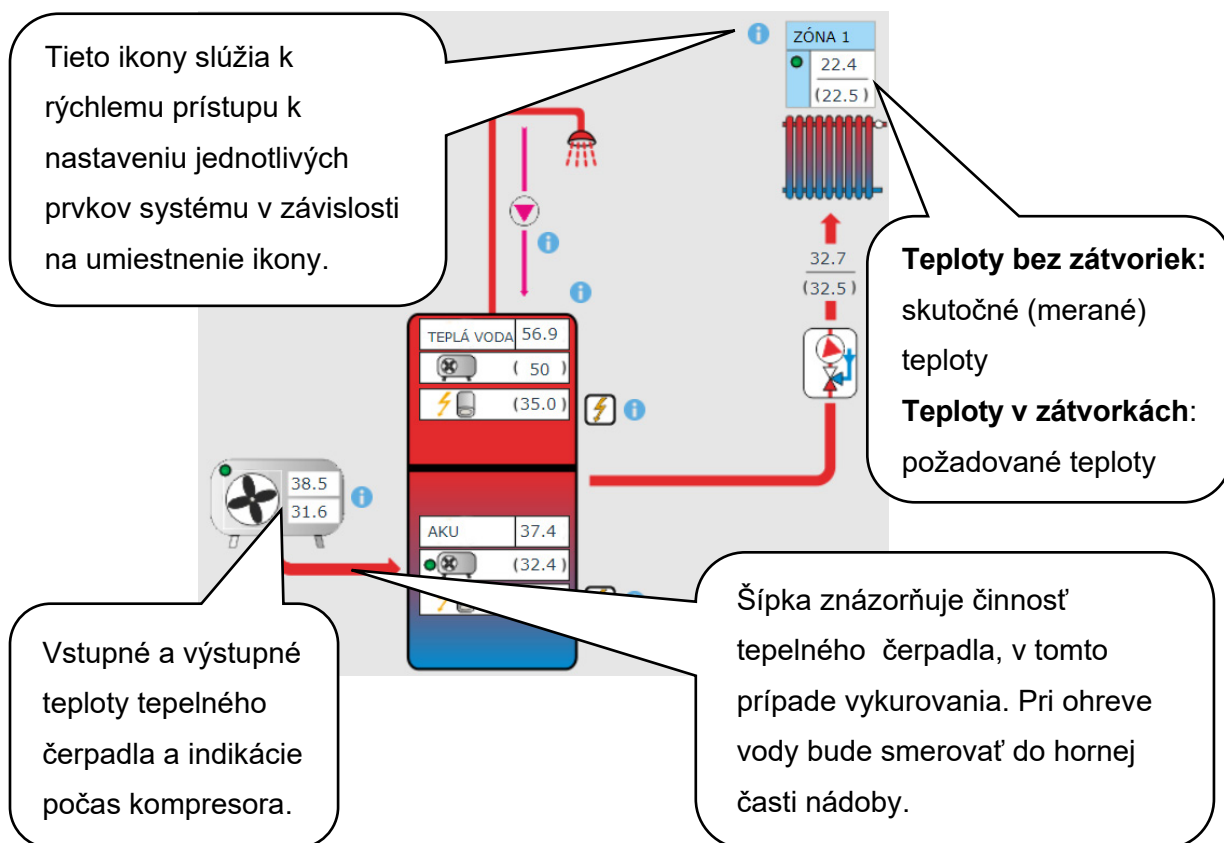 Tieto ikony slúžia k
rýchlemu prístupu k
nastaveniu jednotlivých
prvkov systému v závislosti
na umiestnenie ikony.
ZÓNA 1
22.4
(22.5)
Teploty bez zátvoriek:
skutočné (merané)
teploty
Teploty v zátvorkách:
požadované teploty
32.7
(32.5)
TEPLÁ VODA 56.9
( 50 )
(35.0)
38.5
31.6
AKU 37.4
(32.4)
Vstupné a výstupné
teploty tepelného
čerpadla a indikácie
počas kompresora.
Šípka znázorňuje činnosť
tepelného čerpadla, v tomto
prípade vykurovania. Pri ohreve
vody bude smerovať do hornej
časti nádoby.